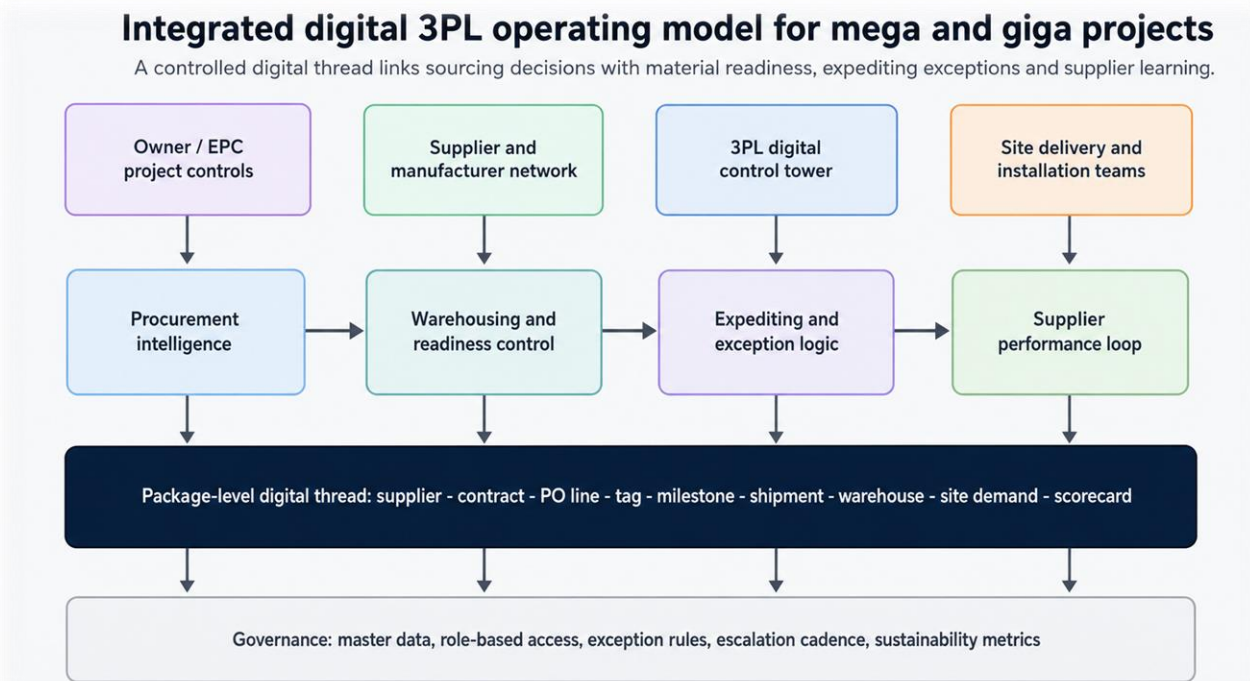 Integrated digital 3PL operating model for mega and giga projects
A controlled digital thread links sourcing decisions with material readiness, expediting exceptions and supplier learning.
Owner / EPC
project controls
Supplier and
manufacturer network
3PL digital
control tower
Site delivery and
installation teams
Procurement
intelligence
Warehousing and
readiness control
Expediting and
exception logic
Supplier
performance loop
Package-level digital thread: supplier - contract - PO line - tag - milestone - shipment - warehouse - site demand - scorecard
Governance: master data, role-based access, exception rules, escalation cadence, sustainability metrics